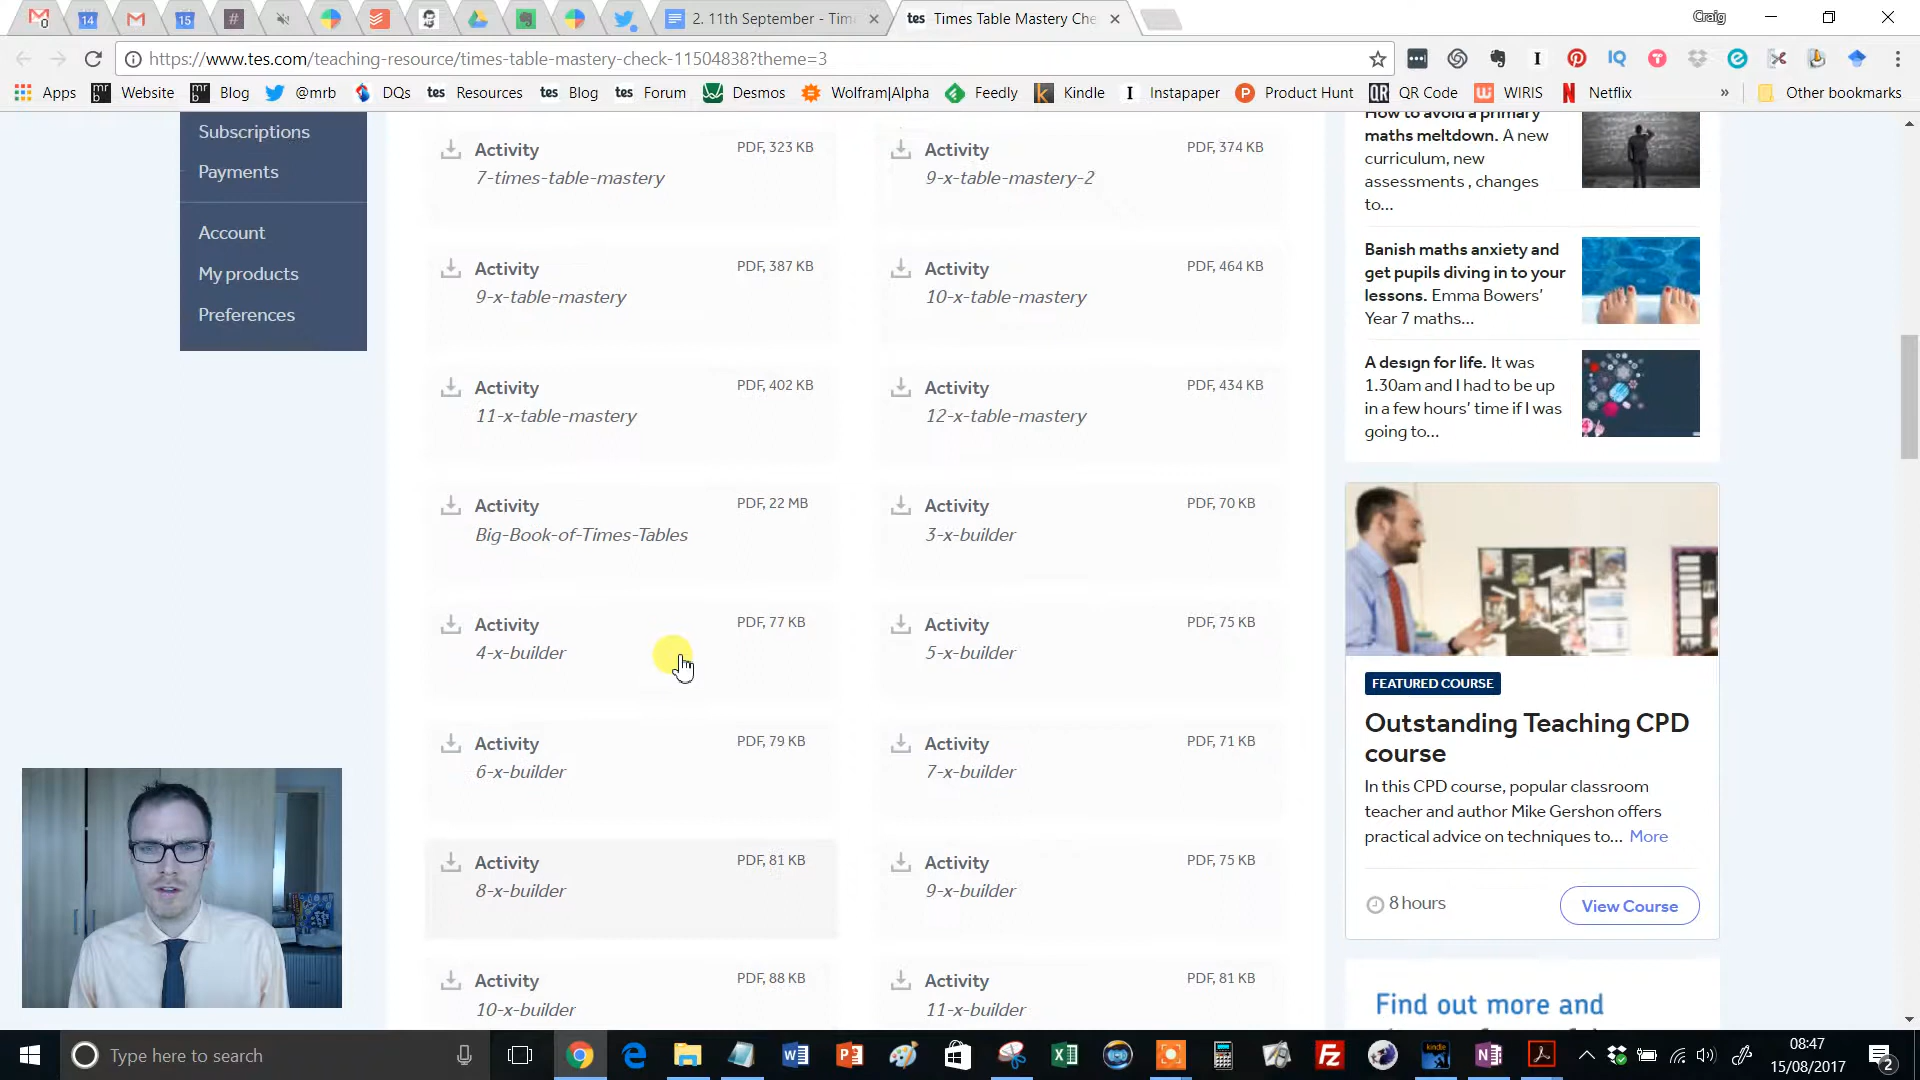 2. 11th September - Tim
tes Times Table Mastery Che
Craig
https://www.tes.com/teaching-resource/times-table-mastery-check-11504838?theme=3
Apps
Website
Blog
@mrb
DQs
tes Resources
tes Blog
tes Forum
Desmos
Wolfram|Alpha
Feedly
Kindle
Instapaper
Product Hunt
QR Code
WIRIS
Netflix
»
Other bookmarks
Subscriptions
Payments
Account
My products
Preferences
Activity PDF, 323 KB
7-times-table-mastery
Activity PDF, 374 KB
9-x-table-mastery-2
Activity PDF, 387 KB
9-x-table-mastery
Activity PDF, 464 KB
10-x-table-mastery
Activity PDF, 402 KB
11-x-table-mastery
Activity PDF, 434 KB
12-x-table-mastery
Activity PDF, 22 MB
Big-Book-of-Times-Tables
Activity PDF, 70 KB
3-x-builder
Activity PDF, 77 KB
4-x-builder
Activity PDF, 75 KB
5-x-builder
Activity PDF, 79 KB
6-x-builder
Activity PDF, 71 KB
7-x-builder
Activity PDF, 81 KB
8-x-builder
Activity PDF, 75 KB
9-x-builder
Activity PDF, 88 KB
10-x-builder
Activity PDF, 81 KB
11-x-builder
How to avoid a primary
maths meltdown. A new
curriculum, new
assessments , changes
to...
Banish maths anxiety and
get pupils diving in to your
lessons. Emma Bowers'
Year 7 maths...
A design for life. It was
1.30am and I had to be up
in a few hours' time if I was
going to...
FEATURED COURSE
Outstanding Teaching CPD
course
In this CPD course, popular classroom
teacher and author Mike Gershon offers
practical advice on techniques to... More
8 hours
View Course
Find out more and
Type here to search
08:47
15/08/2017
2